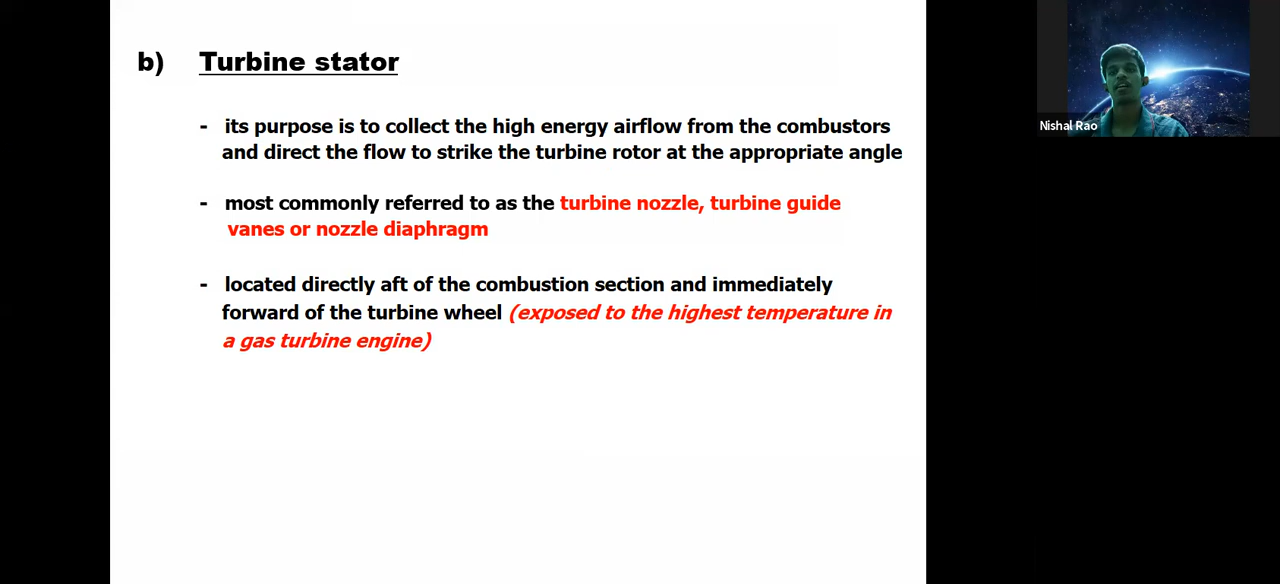 b) Turbine stator
- its purpose is to collect the high energy airflow from the combustors
and direct the flow to strike the turbine rotor at the appropriate angle
- most commonly referred to as the turbine nozzle, turbine guide
vanes or nozzle diaphragm
- located directly aft of the combustion section and immediately
forward of the turbine wheel (exposed to the highest temperature in
a gas turbine engine)
Nishal Rao